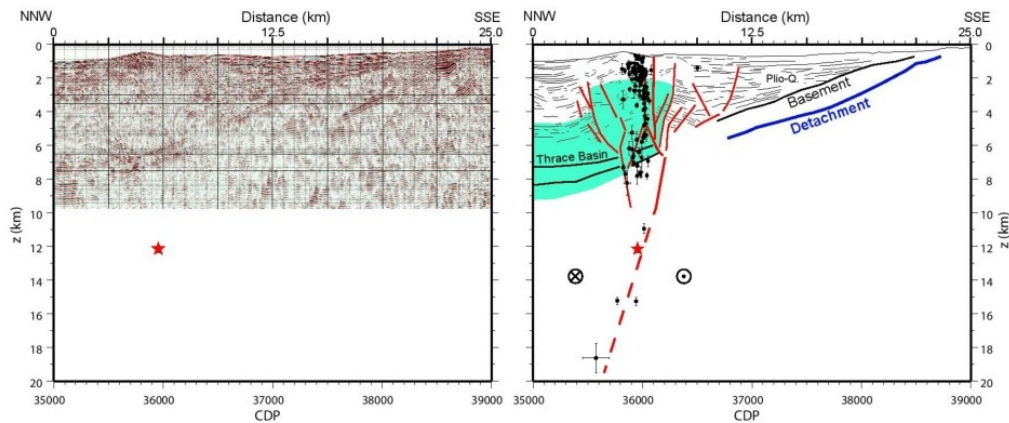 NNW Distance (km) SSE
0 12.5 25.0
0
2
4
6
8
10
12
14
16
18
20
z (km)
35000 36000 37000 38000 39000
CDP
NNW Distance (km) SSE
0 12.5 25.0
Plio-Q
Basement
Detachment
Thrace Basin
0
2
4
6
8
10
12
14
16
18
20
z (km)
35000 36000 37000 38000 39000
CDP